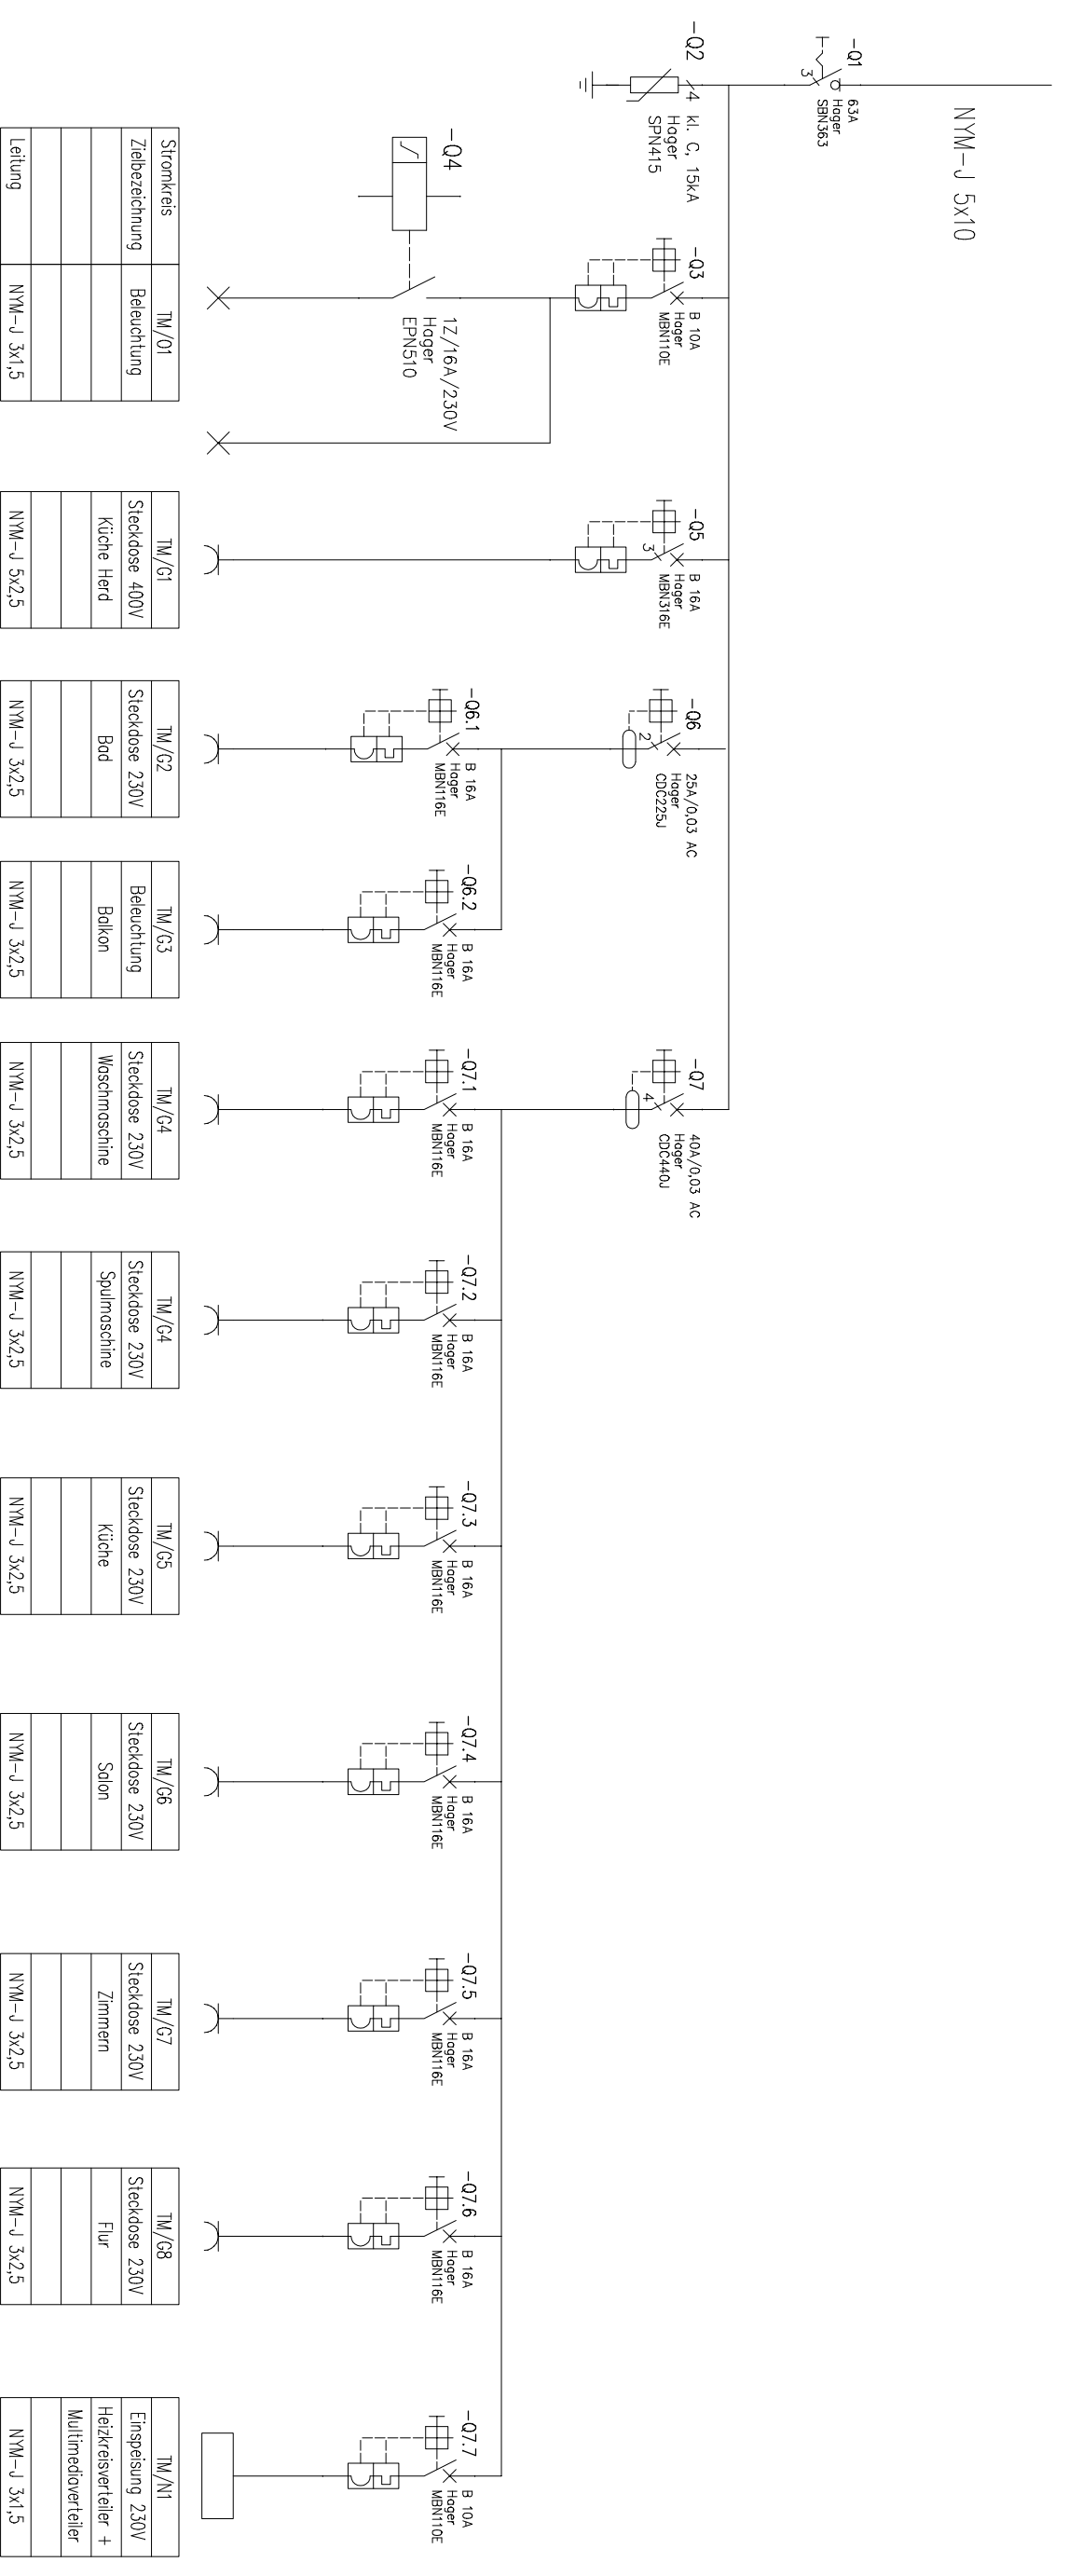 NYM-J 5x10
-Q1
63A
Hager
SBN363
3
-Q2
4
kl. C, 15kA
Hager
SPN415
-Q3
B 10A
Hager
MBN110E
-Q4
1Z/16A/230V
Hager
EPN510
-Q5
3
B 16A
Hager
MBN316E
-Q6
2
25A/0,03 AC
Hager
CDC225J
-Q7
4
40A/0,03 AC
Hager
CDC440J
-Q6.1
B 16A
Hager
MBN116E
-Q6.2
B 16A
Hager
MBN116E
-Q7.1
B 16A
Hager
MBN116E
-Q7.2
B 16A
Hager
MBN116E
-Q7.3
B 16A
Hager
MBN116E
-Q7.4
B 16A
Hager
MBN116E
-Q7.5
B 16A
Hager
MBN116E
-Q7.6
B 16A
Hager
MBN116E
-Q7.7
B 10A
Hager
MBN110E
Stromkreis
Zielbezeichnung
Leitung
TM/01
Beleuchtung
NYM-J 3x1,5
TM/G1
Steckdose 400V
Küche Herd
NYM-J 5x2,5
TM/G2
Steckdose 230V
Bad
NYM-J 3x2,5
TM/G3
Beleuchtung
Balkon
NYM-J 3x2,5
TM/G4
Steckdose 230V
Waschmaschine
NYM-J 3x2,5
TM/G4
Steckdose 230V
Spulmaschine
NYM-J 3x2,5
TM/G5
Steckdose 230V
Küche
NYM-J 3x2,5
TM/G6
Steckdose 230V
Salon
NYM-J 3x2,5
TM/G7
Steckdose 230V
Zimmern
NYM-J 3x2,5
TM/G8
Steckdose 230V
Flur
NYM-J 3x2,5
TM/N1
Einspeisung 230V
Heizkreisverteiler +
Multimediaverteiler
NYM-J 3x1,5